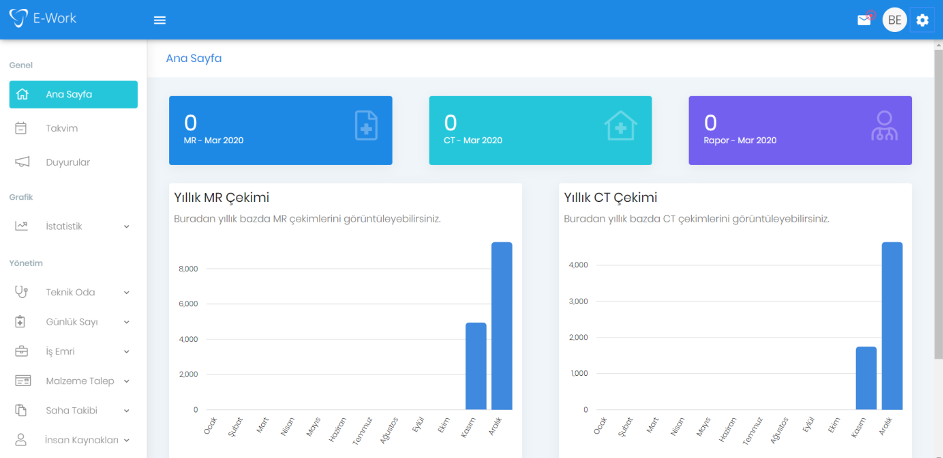 E-Work
BE
Genel
Ana Sayfa
Takvim
Duyurular
Grafik
İstatistik
Yönetim
Teknik Oda
Günlük Sayı
İş Emri
Malzeme Talep
Saha Takibi
İnsan Kaynakları
Ana Sayfa
0
MR - Mar 2020
0
CT - Mar 2020
0
Rapor - Mar 2020
Yıllık MR Çekimi
Buradan yıllık bazda MR çekimlerini görüntüleyebilirsiniz.
8,000
6,000
4,000
2,000
0
Ocak
Şubat
Mart
Nisan
Mayıs
Haziran
Temmuz
Ağustos
Eylül
Ekim
Kasım
Aralık
Yıllık CT Çekimi
Buradan yıllık bazda CT çekimlerini görüntüleyebilirsiniz.
4,000
3,000
2,000
1,000
0
Ocak
Şubat
Mart
Nisan
Mayıs
Haziran
Temmuz
Ağustos
Eylül
Ekim
Kasım
Aralık